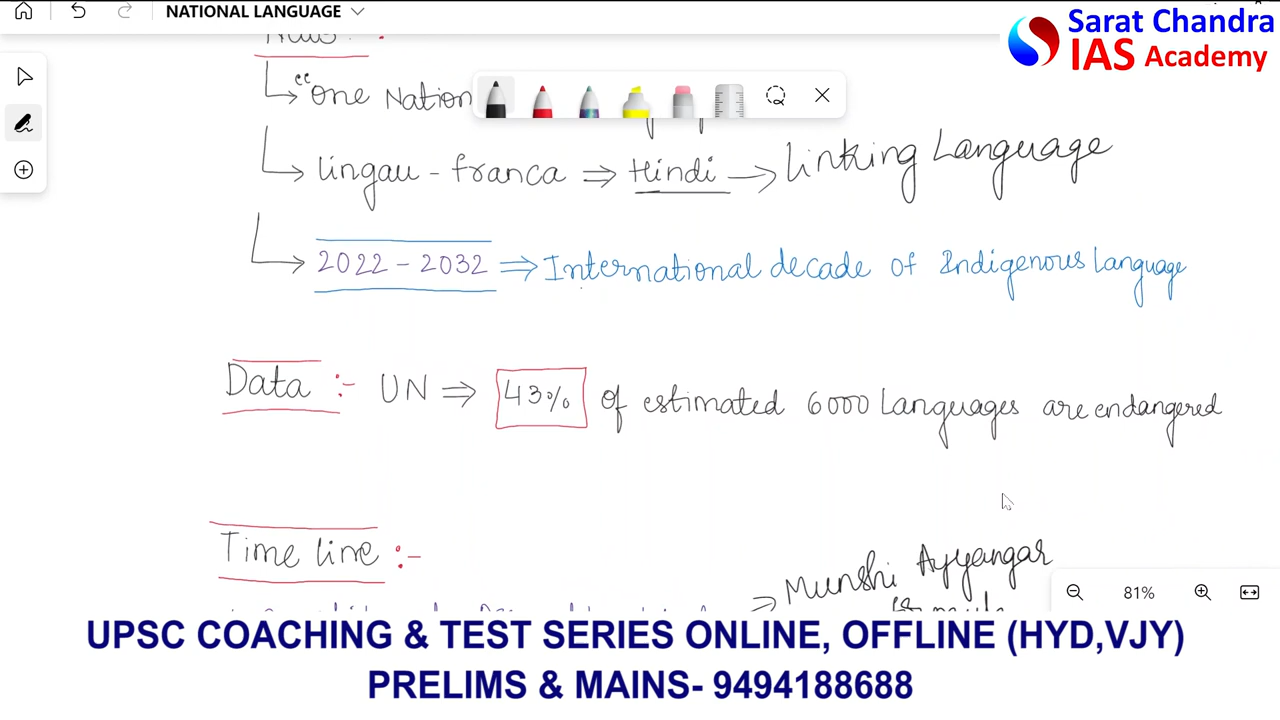 NATIONAL LANGUAGE
Sarat Chandra
IAS Academy
"One Nation
lingau - franca ⇒ Hindi → Linking Language
2022 - 2032 ⇒ International decade of Indigenous language
Data :- UN ⇒ 43% of estimated 6000 languages are endangered
Time line :-
→ Munshi Ayyangar
81%
UPSC COACHING & TEST SERIES ONLINE, OFFLINE (HYD,VJY)
PRELIMS & MAINS- 9494188688